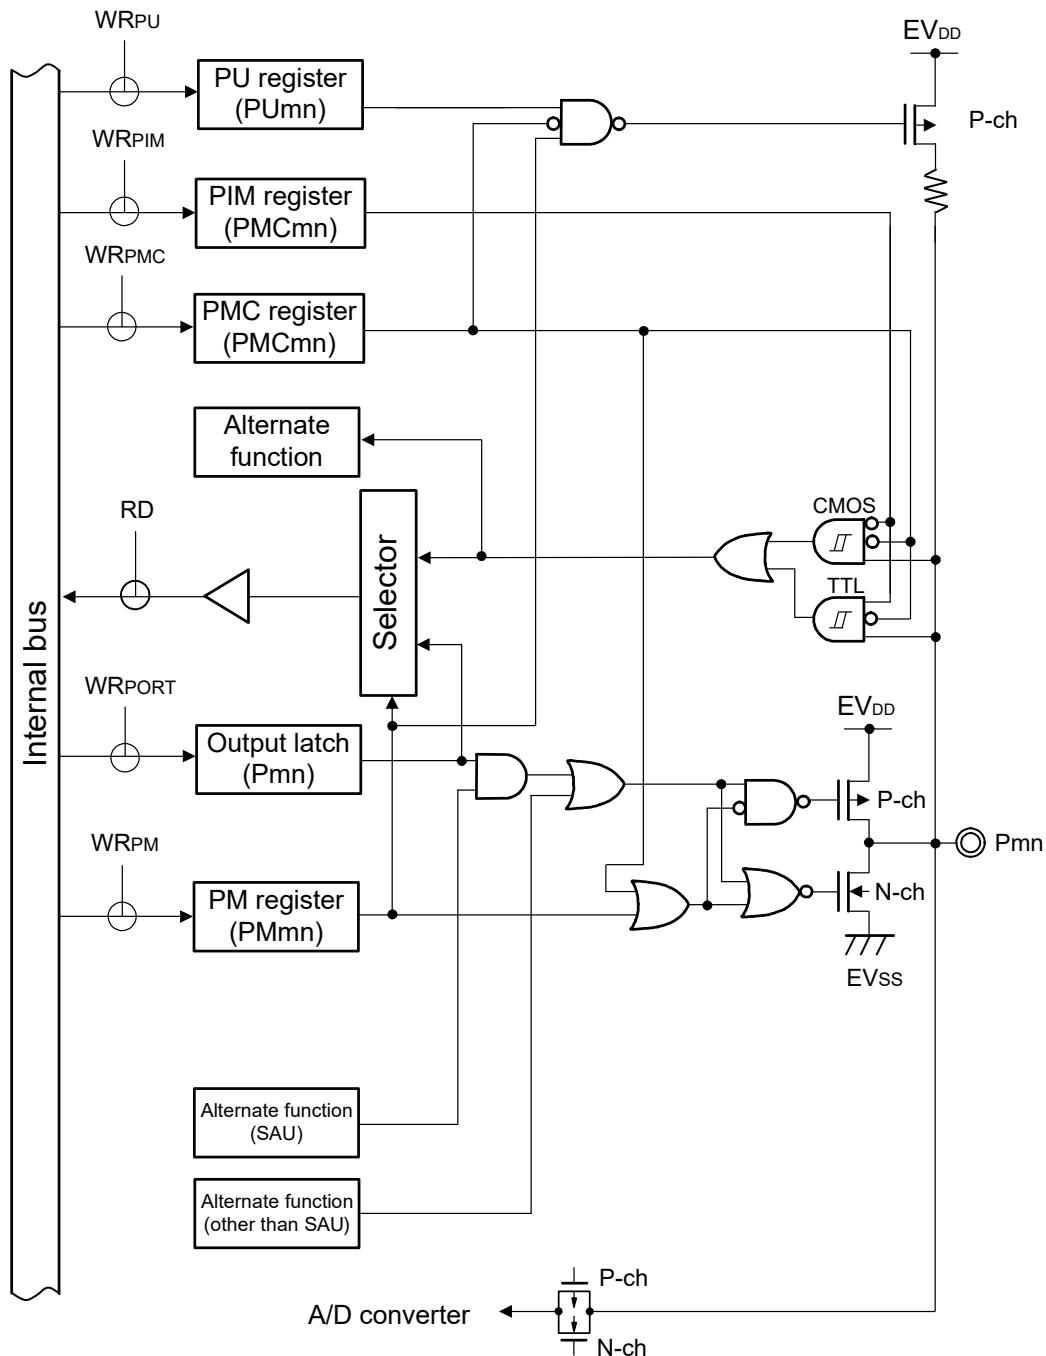 WRPU
EVDD
PU register
(PUmn)
P-ch
WRPIM
PIM register
(PMCmn)
WRPMC
PMC register
(PMCmn)
Alternate
function
CMOS
RD
Selector
TTL
Internal bus
WRPORT
EVDD
Output latch
(Pmn)
P-ch
Pmn
WRPM
PM register
(PMmn)
N-ch
EVSS
Alternate function
(SAU)
Alternate function
(other than SAU)
P-ch
A/D converter
N-ch